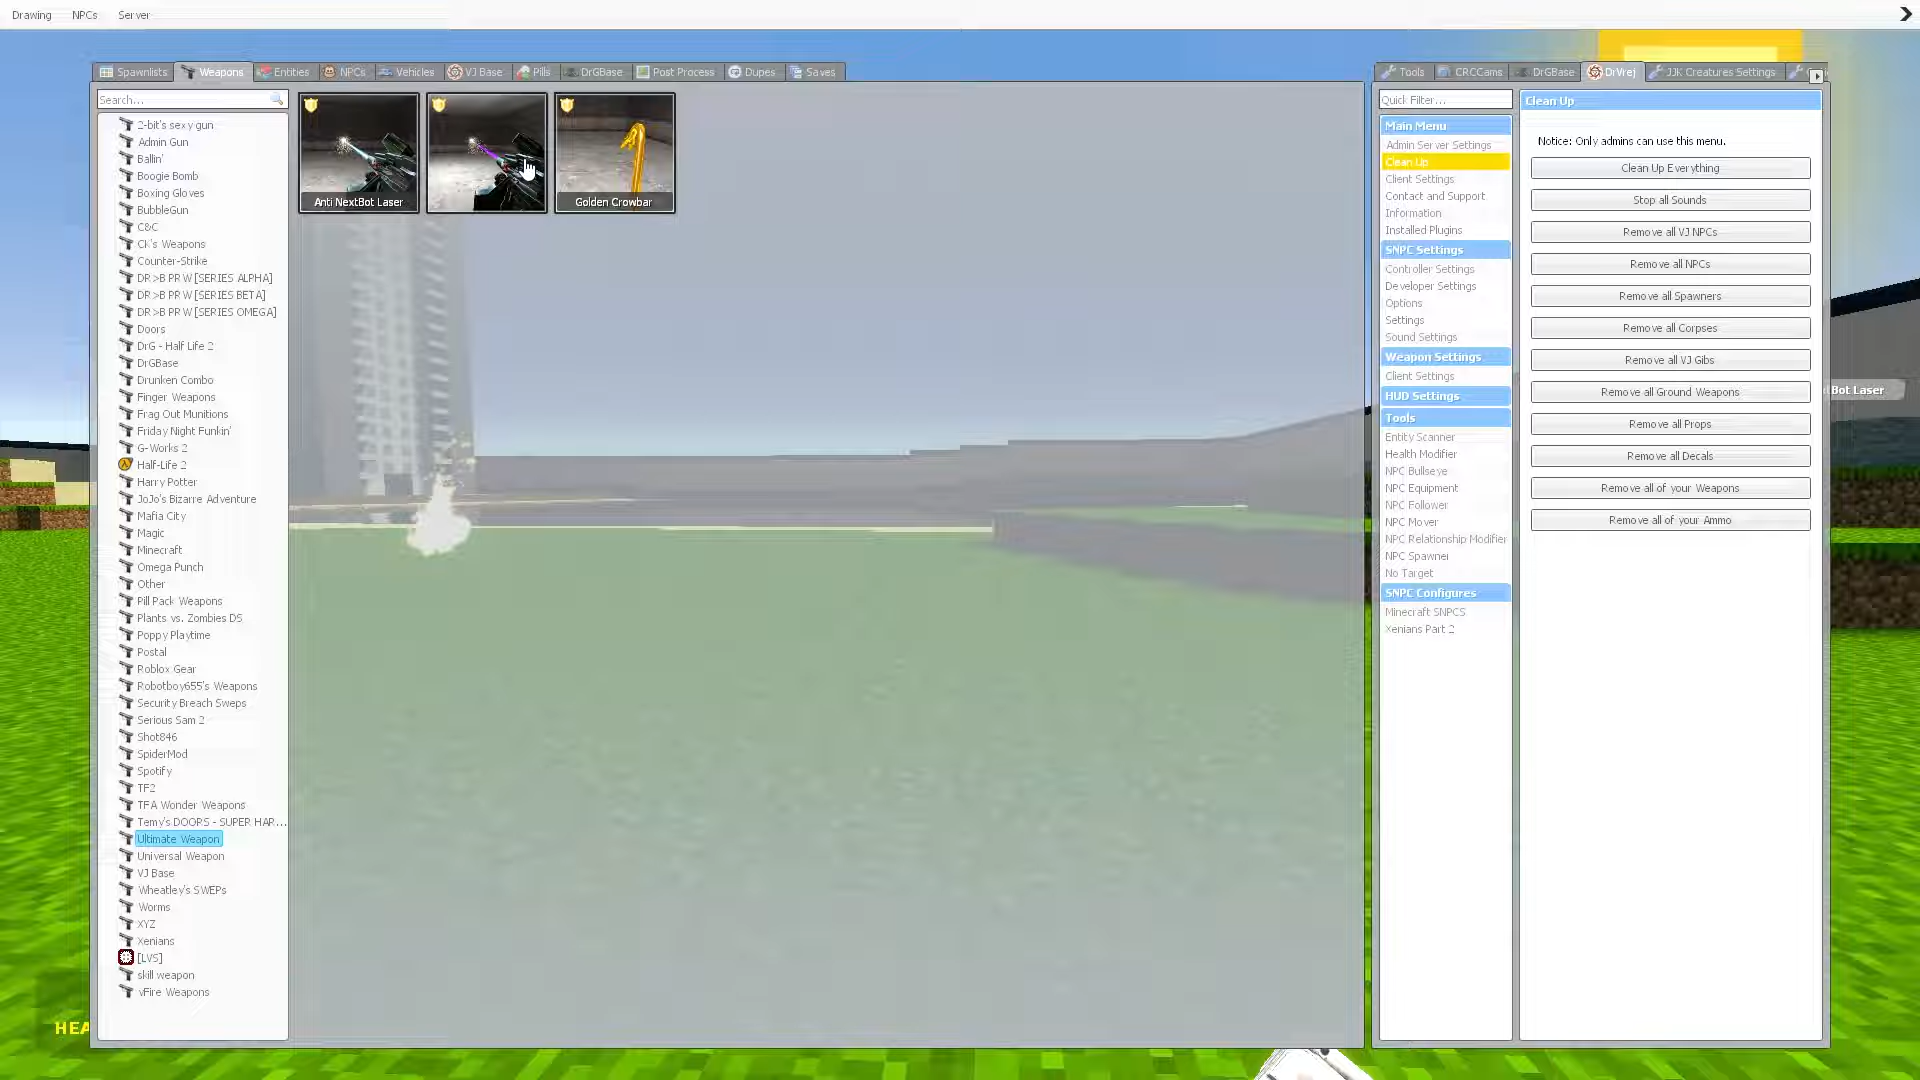 Drawing NPCs Server
Spawnlists Weapons Entities NPCs Vehicles VJ Base Pills DrGBase Post Process Dupes Saves
Search...
2-bit's sexy gun
Admin Gun
Ballin'
Boogie Bomb
Boxing Gloves
BubbleGun
C&C
Ck's Weapons
Counter-Strike
DR>B PR W [SERIES ALPHA]
DR>B PR W [SERIES BETA]
DR>B PR W [SERIES OMEGA]
Doors
DrG - Half Life 2
DrGBase
Drunken Combo
Finger Weapons
Frag Out Munitions
Friday Night Funkin'
G-Works 2
Half-Life 2
Harry Potter
JoJo's Bizarre Adventure
Mafia City
Magic
Minecraft
Omega Punch
Other
Pill Pack Weapons
Plants vs. Zombies DS
Poppy Playtime
Postal
Roblox Gear
Robotboy655's Weapons
Security Breach Sweps
Serious Sam 2
Shot846
SpiderMod
Spotify
TF2
TFA Wonder Weapons
Temy's DOORS - SUPER HAR...
Ultimate Weapon
Universal Weapon
VJ Base
Wheatley's SWEPs
Worms
XYZ
Xenians
[LVS]
skill weapon
vFire Weapons
Anti NextBot Laser
Golden Crowbar
Tools CRCCams DrGBase DrVrej JJK Creatures Settings
Quick Filter...
Main Menu
Admin Server Settings
Clean Up
Client Settings
Contact and Support
Information
Installed Plugins
SNPC Settings
Controller Settings
Developer Settings
Options
Settings
Sound Settings
Weapon Settings
Client Settings
HUD Settings
Tools
Entity Scanner
Health Modifier
NPC Bullseye
NPC Equipment
NPC Follower
NPC Mover
NPC Relationship Modifier
NPC Spawner
No Target
SNPC Configures
Minecraft SNPCS
Xenians Part 2
Clean Up
Notice: Only admins can use this menu.
Clean Up Everything
Stop all Sounds
Remove all VJ NPCs
Remove all NPCs
Remove all Spawners
Remove all Corpses
Remove all VJ Gibs
Remove all Ground Weapons
Remove all Props
Remove all Decals
Remove all of your Weapons
Remove all of your Ammo
Bot Laser
HEA